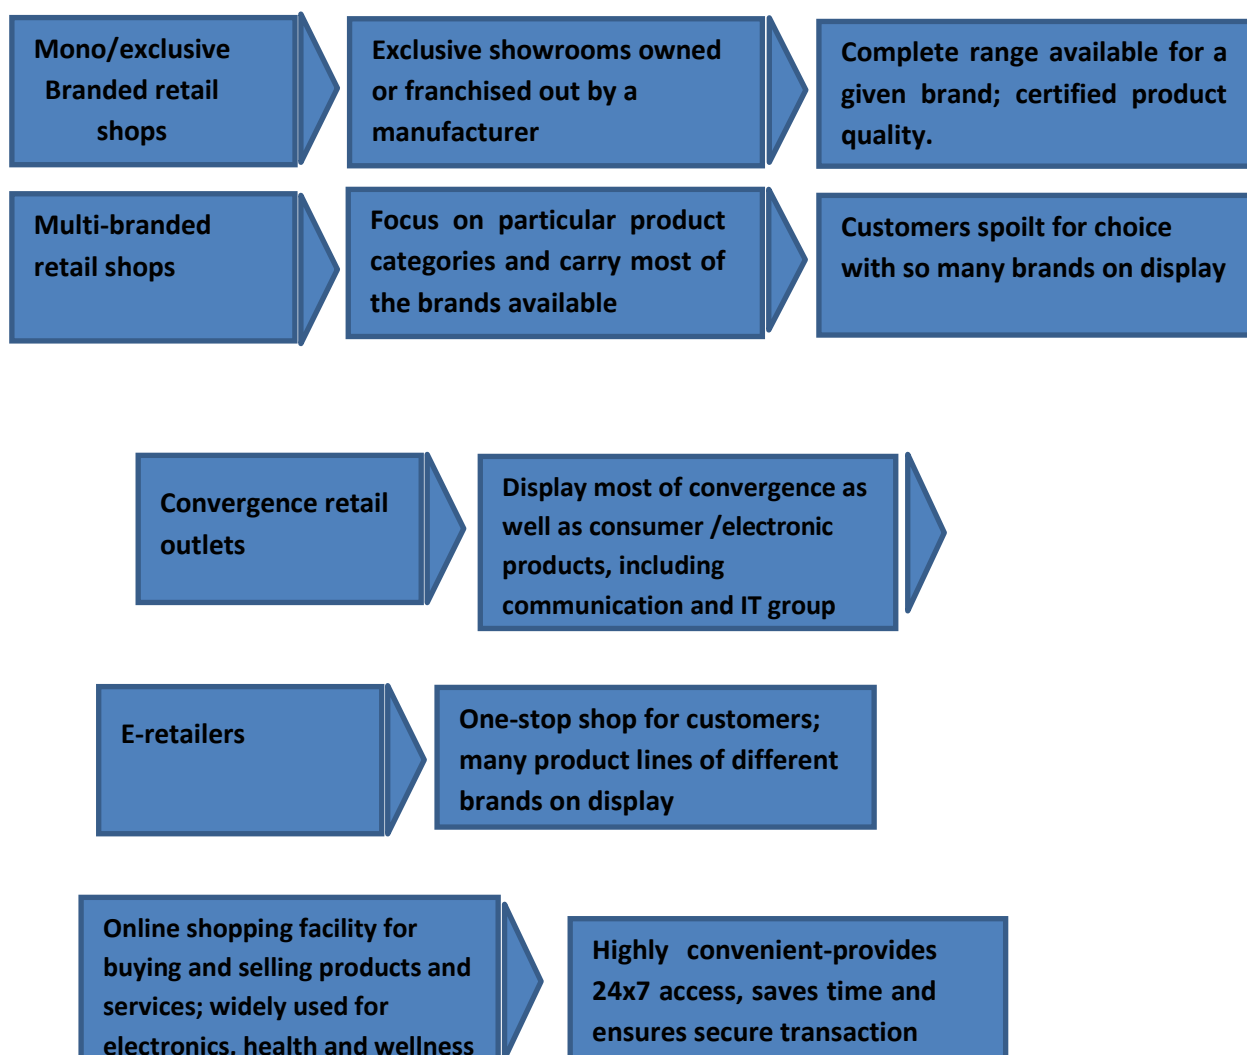 Mono/exclusive
Branded retail
shops
Exclusive showrooms owned
or franchised out by a
manufacturer
Complete range available for a
given brand; certified product
quality.
Multi-branded
retail shops
Focus on particular product
categories and carry most of
the brands available
Customers spoilt for choice
with so many brands on display
Convergence retail
outlets
Display most of convergence as
well as consumer /electronic
products, including
communication and IT group
E-retailers
One-stop shop for customers;
many product lines of different
brands on display
Online shopping facility for
buying and selling products and
services; widely used for
electronics, health and wellness
Highly convenient-provides
24x7 access, saves time and
ensures secure transaction